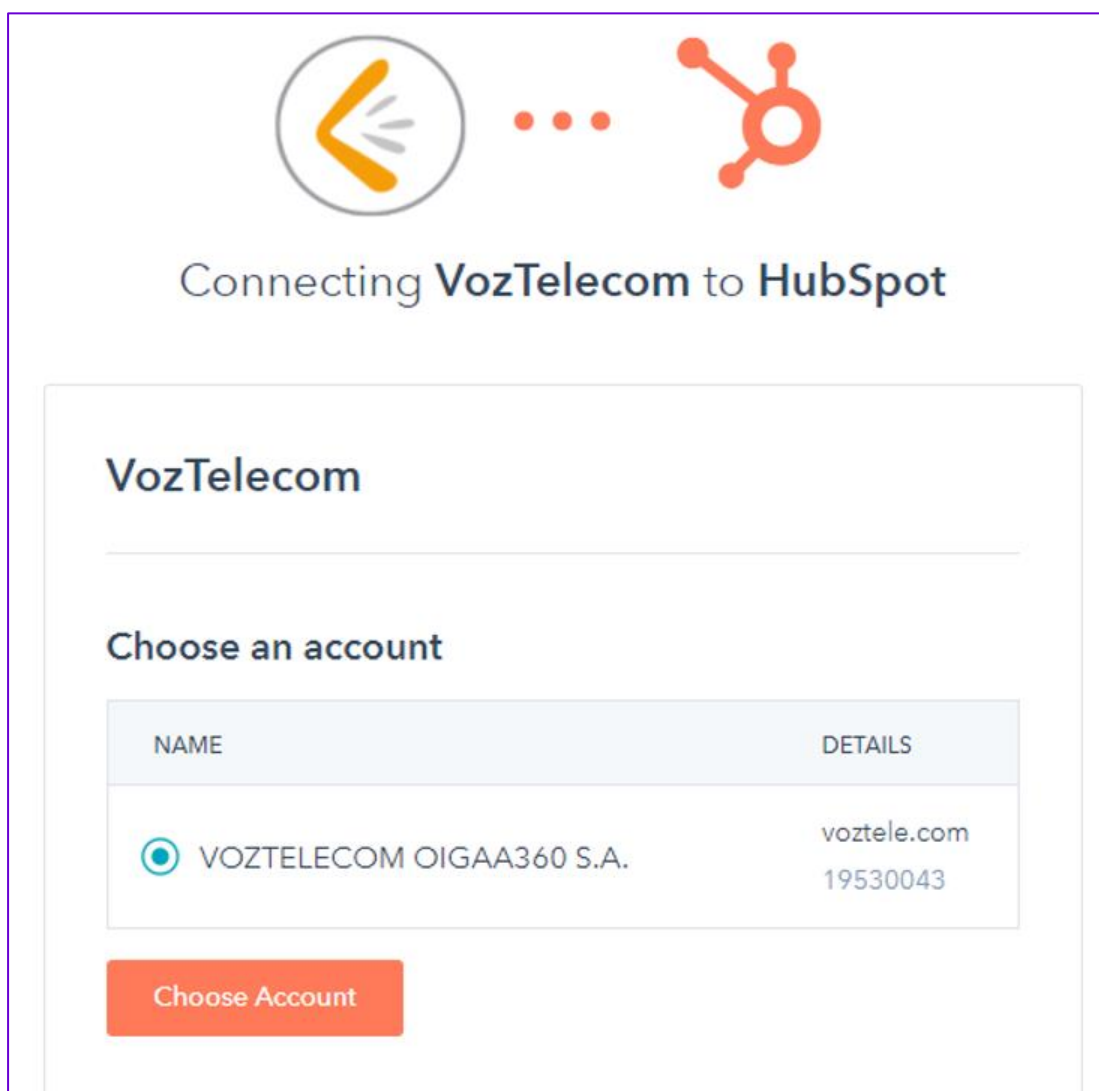 Connecting VozTelecom to HubSpot
VozTelecom
Choose an account
NAME DETAILS
VOZTELECOM OIGAA360 S.A. voztele.com
19530043
Choose Account